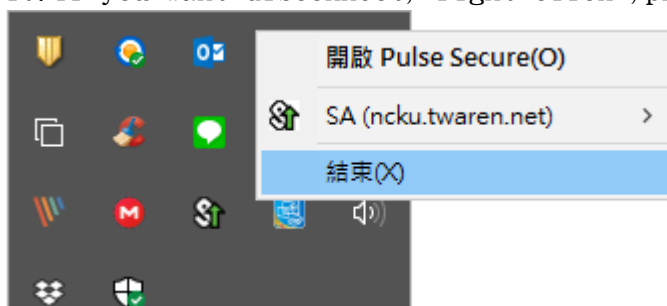 開啟 Pulse Secure(O)
SA (ncku.twaren.net)
結束(X)